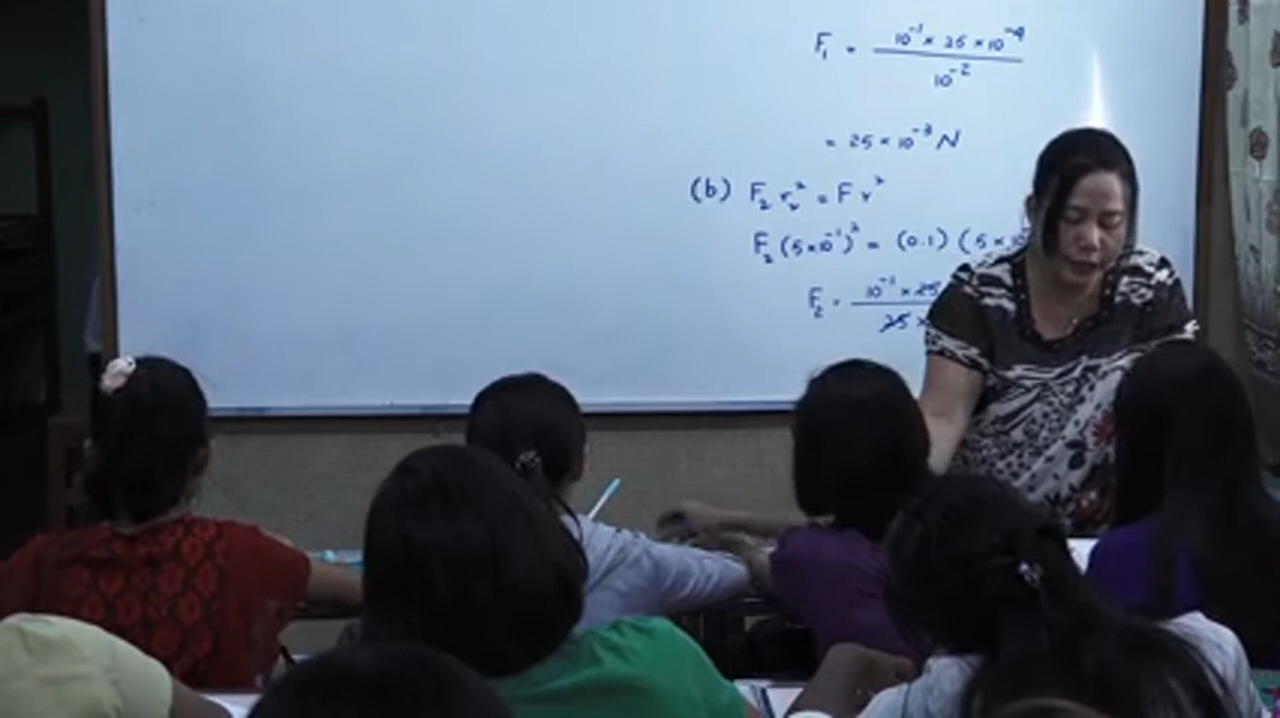 F₁ = 10⁻¹ × 25 × 10⁻⁴ / 10⁻²
= 25 × 10⁻³ N
(b) F₂ r₂² = F r²
F₂ (5×10⁻¹)² = (0.1) (5×10
F₂ = 10⁻¹ × 25 / 25 ×